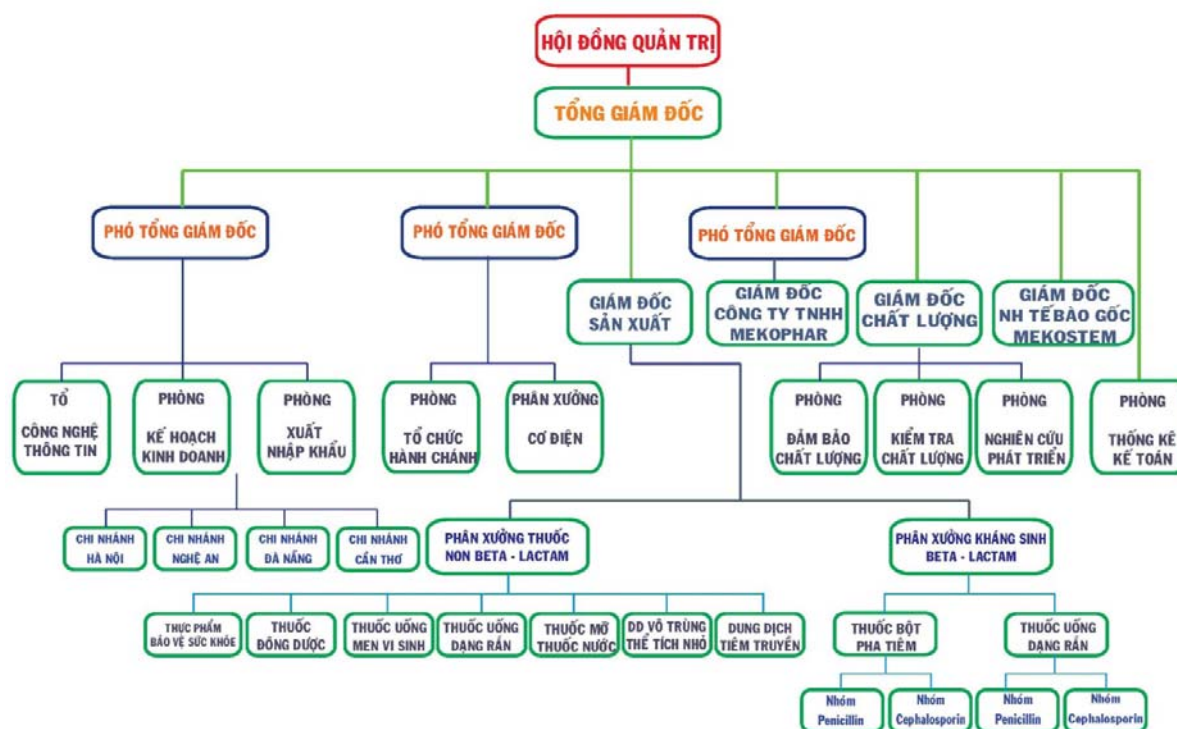 HỘI ĐỒNG QUẢN TRỊ
TỔNG GIÁM ĐỐC
PHÓ TỔNG GIÁM ĐỐC
PHÓ TỔNG GIÁM ĐỐC
PHÓ TỔNG GIÁM ĐỐC
GIÁM ĐỐC
SẢN XUẤT
GIÁM ĐỐC
CÔNG TY TNHH
MEKOPHAR
GIÁM ĐỐC
CHẤT LƯỢNG
GIÁM ĐỐC
NH TẾ BÀO GỐC
MEKOSTEM
TỔ
CÔNG NGHỆ
THÔNG TIN
PHÒNG
KẾ HOẠCH
KINH DOANH
PHÒNG
XUẤT
NHẬP KHẨU
PHÒNG
TỔ CHỨC
HÀNH CHÁNH
PHÂN XƯỞNG
CƠ ĐIỆN
PHÒNG
ĐẢM BẢO
CHẤT LƯỢNG
PHÒNG
KIỂM TRA
CHẤT LƯỢNG
PHÒNG
NGHIÊN CỨU
PHÁT TRIỂN
PHÒNG
THỐNG KÊ
KẾ TOÁN
CHI NHÁNH
HÀ NỘI
CHI NHÁNH
NGHỆ AN
CHI NHÁNH
ĐÀ NẴNG
CHI NHÁNH
CẦN THƠ
PHÂN XƯỞNG THUỐC
NON BETA - LACTAM
PHÂN XƯỞNG KHÁNG SINH
BETA - LACTAM
THỰC PHẨM
BẢO VỆ SỨC KHỎE
THUỐC
ĐÔNG DƯỢC
THUỐC UỐNG
MEN VI SINH
THUỐC UỐNG
DẠNG RẮN
THUỐC MỠ
THUỐC NƯỚC
DD VÔ TRÙNG
THỂ TÍCH NHỎ
DUNG DỊCH
TIÊM TRUYỀN
THUỐC BỘT
PHA TIÊM
THUỐC UỐNG
DẠNG RẮN
Nhóm
Penicillin
Nhóm
Cephalosporin
Nhóm
Penicillin
Nhóm
Cephalosporin